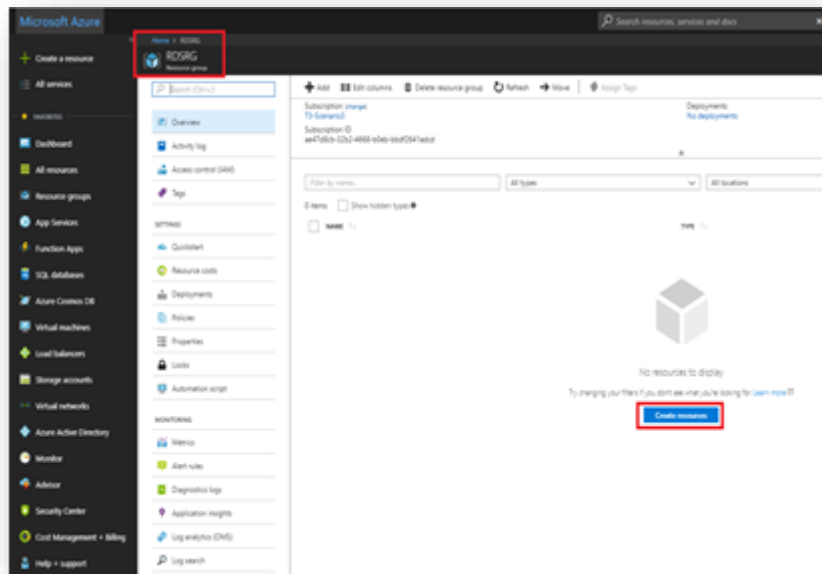 Microsoft Azure
Search resources, services and docs
Create a resource
All services
FAVORITES
Dashboard
All resources
Resource groups
App Services
Function Apps
SQL databases
Azure Cosmos DB
Virtual machines
Load balancers
Storage accounts
Virtual networks
Azure Active Directory
Monitor
Advisor
Security Center
Cost Management + Billing
Help + support
Home > RDSRG
RDSRG
Resource group
Search (Ctrl+/)
Overview
Activity log
Access control (IAM)
Tags
SETTINGS
Quickstart
Resource costs
Deployments
Policies
Properties
Locks
Automation script
MONITORING
Metrics
Alert rules
Diagnostics logs
Application insights
Log analytics (OMS)
Log search
Add Edit columns Delete resource group Refresh Move Assign Tags
Subscription (change)
T3-Scenario3
Subscription ID
Deployments
No deployments
Filter by name...
All types
All locations
0 items Show hidden types
NAME
TYPE
No resources to display
Try changing your filters if you don't see what you're looking for. Learn more
Create resources